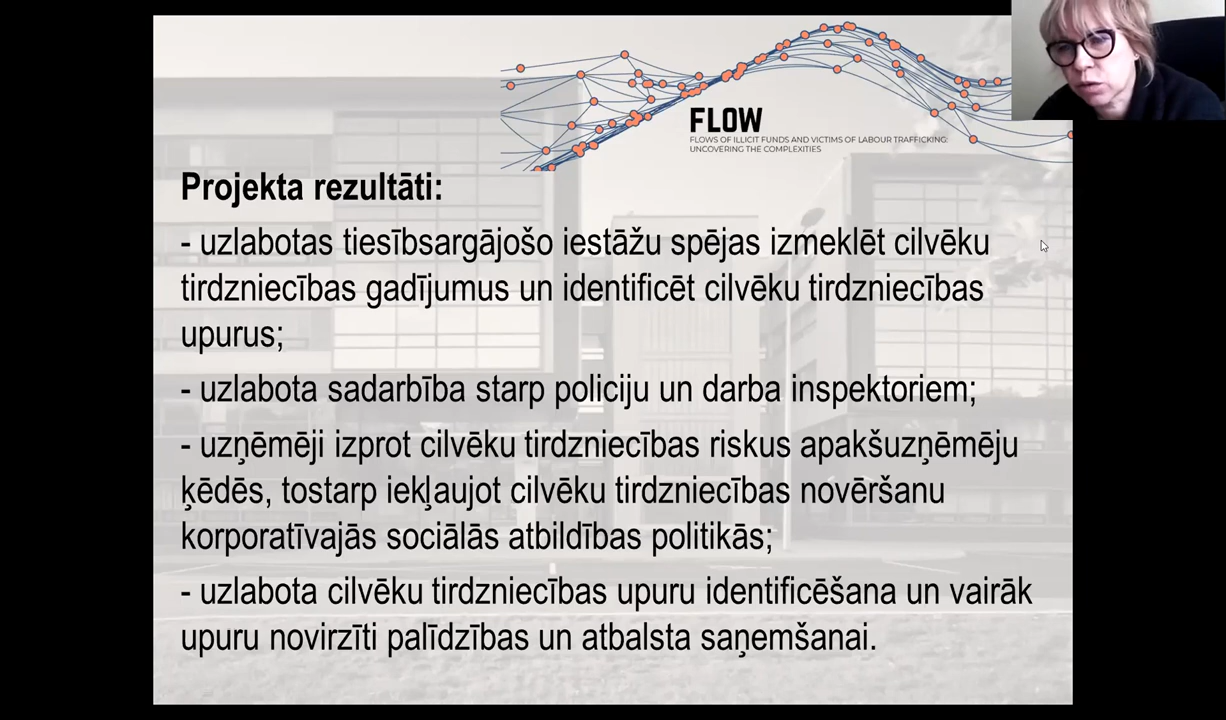 FLOW
FLOWS OF ILLICIT FUNDS AND VICTIMS OF LABOUR TRAFFICKING:
UNCOVERING THE COMPLEXITIES
Projekta rezultāti:
- uzlabotas tiesībsargājošo iestāžu spējas izmeklēt cilvēku
tirdzniecības gadījumus un identificēt cilvēku tirdzniecības
upurus;
- uzlabota sadarbība starp policiju un darba inspektoriem;
- uzņēmēji izprot cilvēku tirdzniecības riskus apakšuzņēmēju
ķēdēs, tostarp iekļaujot cilvēku tirdzniecības novēršanu
korporatīvajās sociālās atbildības politikās;
- uzlabota cilvēku tirdzniecības upuru identificēšana un vairāk
upuru novirzīti palīdzības un atbalsta saņemšanai.